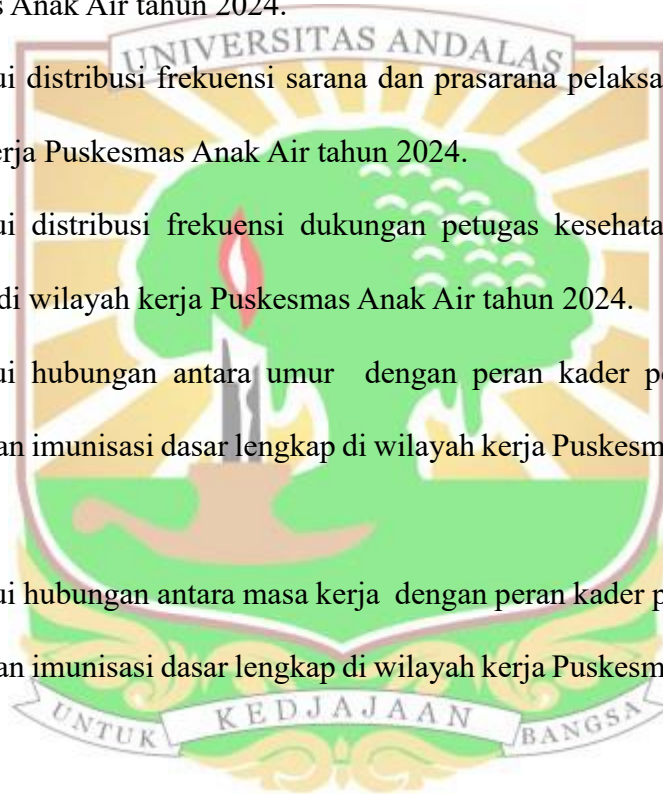 s Anak Air tahun 2024.
UNIVERSITAS ANDALAS
ui distribusi frekuensi sarana dan prasarana pelaksa
erja Puskesmas Anak Air tahun 2024.
ui distribusi frekuensi dukungan petugas kesehata
di wilayah kerja Puskesmas Anak Air tahun 2024.
ui hubungan antara umur dengan peran kader p
an imunisasi dasar lengkap di wilayah kerja Puskesm
ui hubungan antara masa kerja dengan peran kader p
an imunisasi dasar lengkap di wilayah kerja Puskesm
UNTUK KEDJAJAAN BANGSA